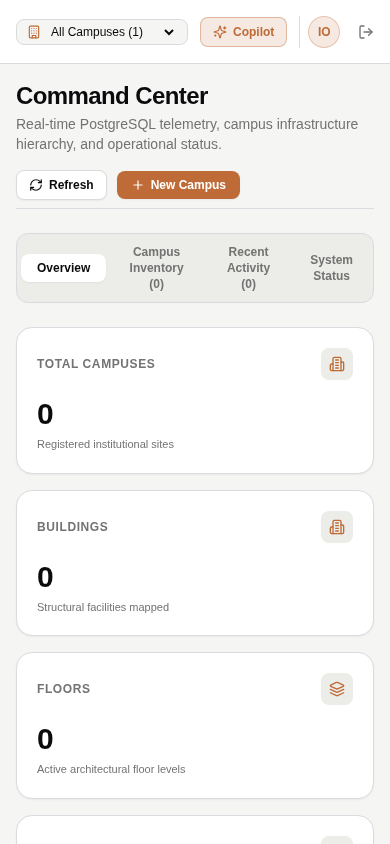 All Campuses (1)
Copilot
IO
Command Center
Real-time PostgreSQL telemetry, campus infrastructure
hierarchy, and operational status.
Refresh
New Campus
Overview
Campus
Inventory
(0)
Recent
Activity
(0)
System
Status
TOTAL CAMPUSES
0
Registered institutional sites
BUILDINGS
0
Structural facilities mapped
FLOORS
0
Active architectural floor levels